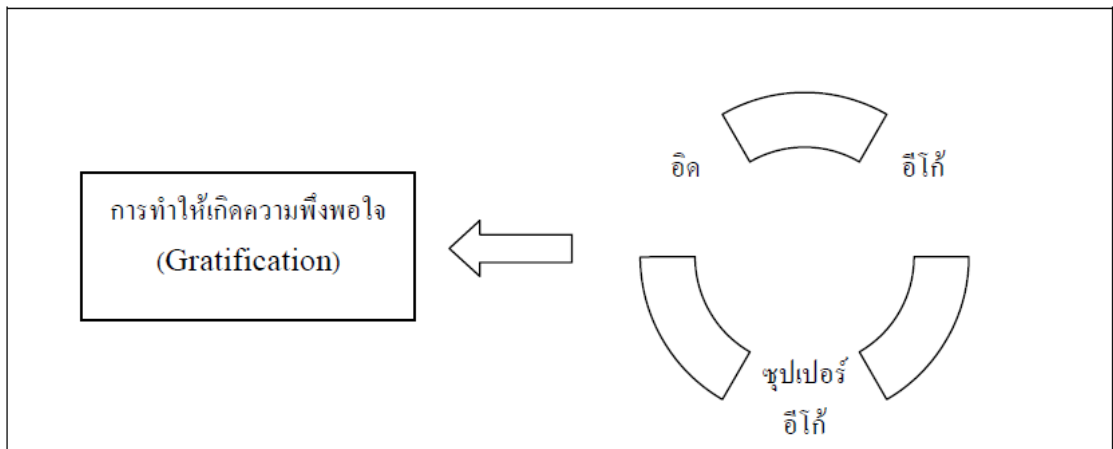 การทำให้เกิดความพึงพอใจ
(Gratification)
อิด
อีโก้
ซุปเปอร์
อีโก้